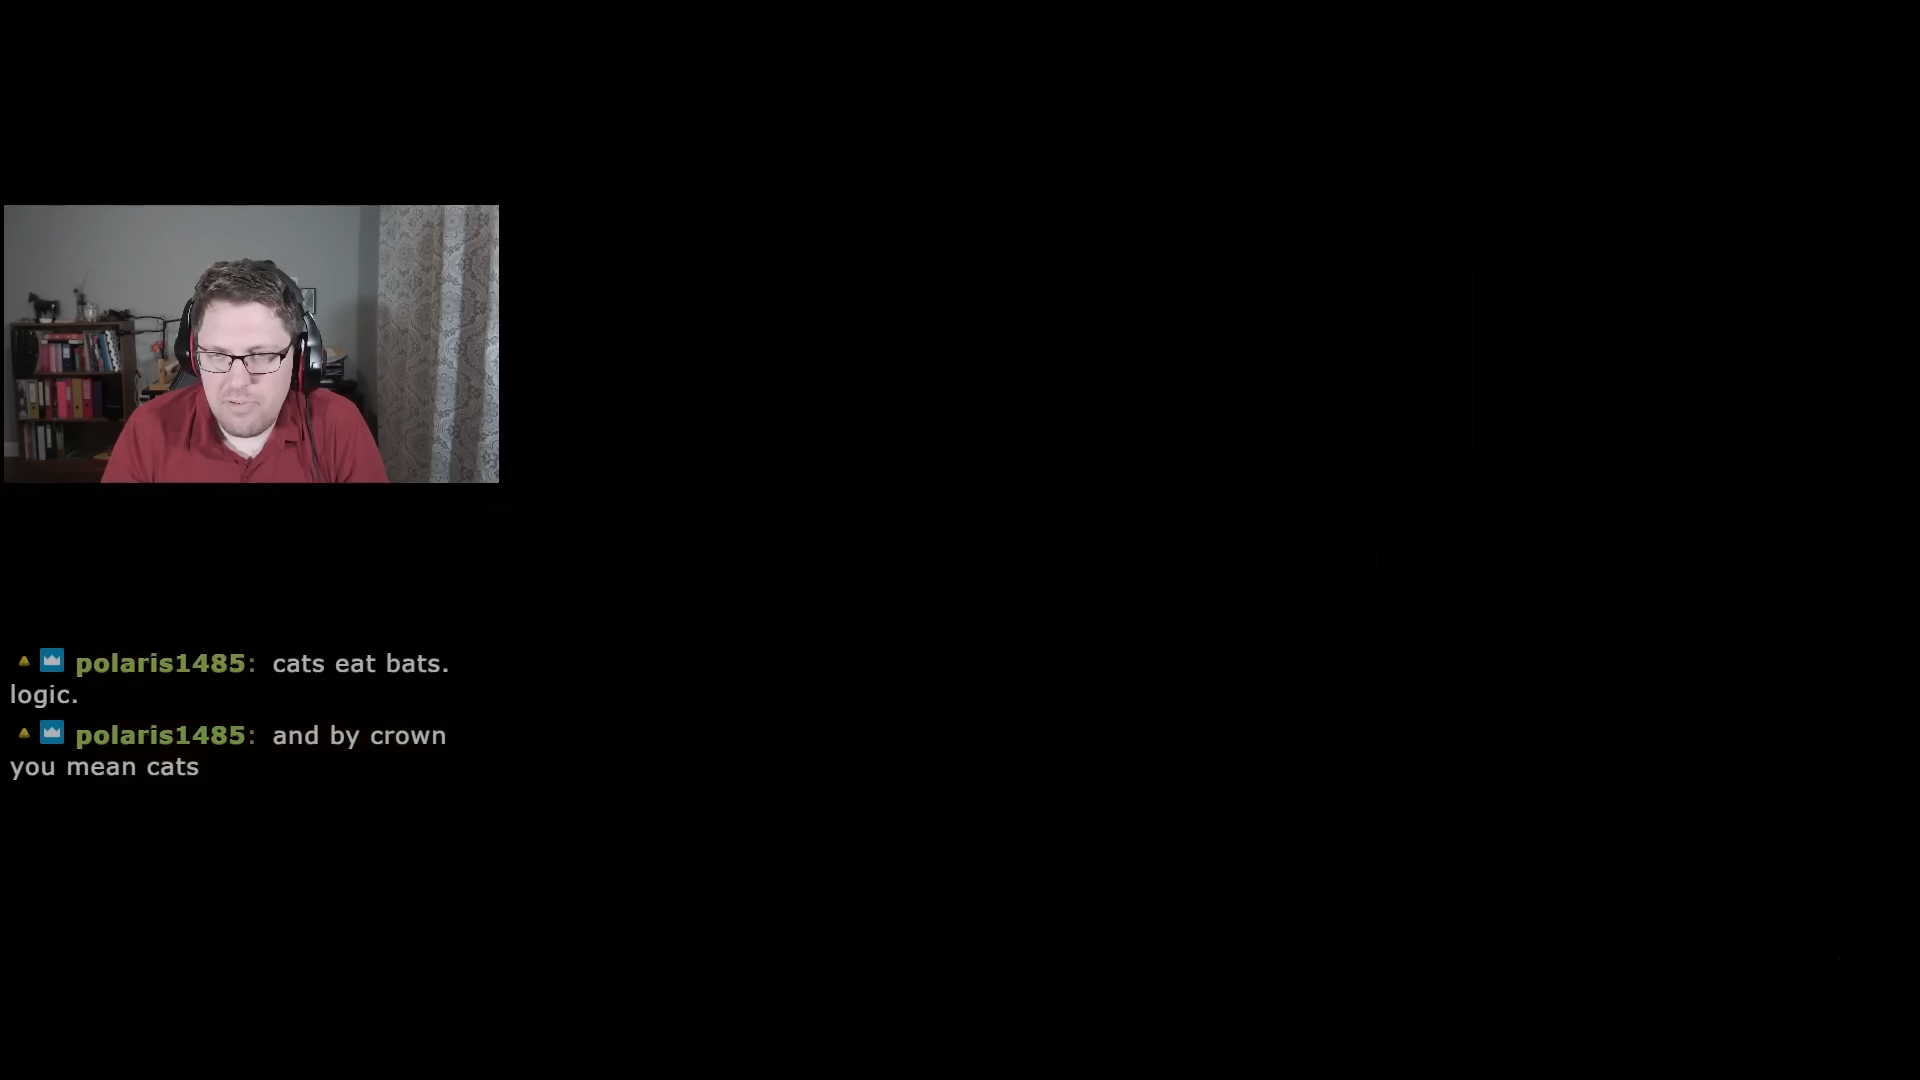 polaris1485: cats eat bats.
logic.
polaris1485: and by crown
you mean cats